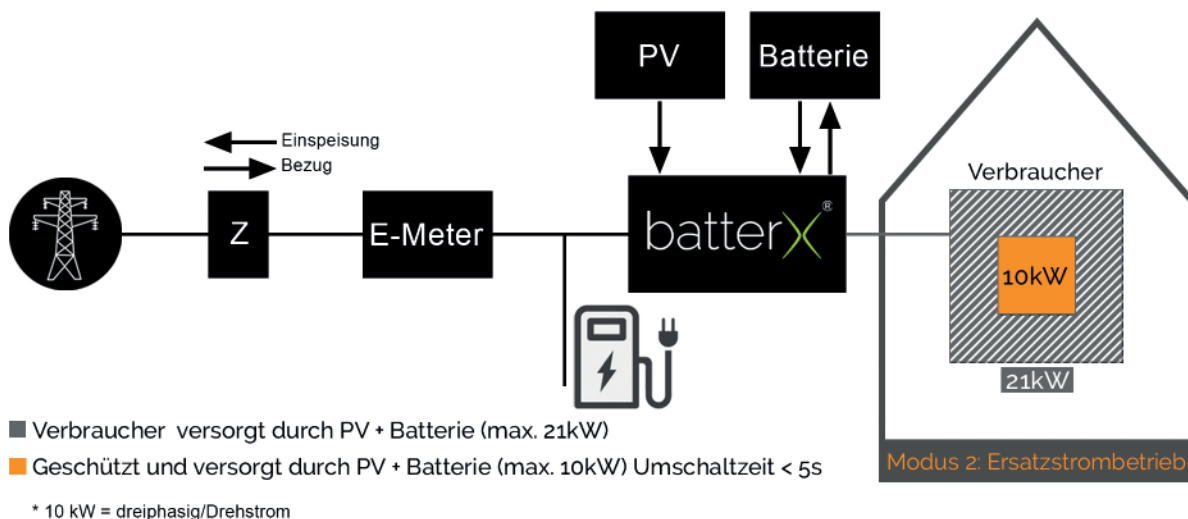 PV
Batterie
Einspisung
Bezug
Verbraucher
Z
E-Meter
batterX®
10kW
21kW
Verbraucher versorgt durch PV + Batterie (max. 21kW)
Geschützt und versorgt durch PV + Batterie (max. 10kW) Umschaltzeit < 5s
Modus 2: Ersatzstrombetrieb
* 10 kW = dreiphasig/Drehstrom